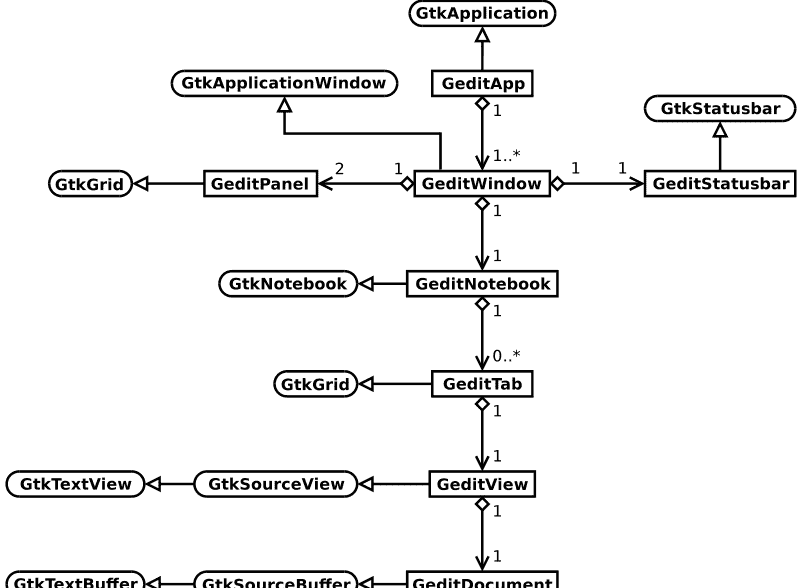 GtkApplication
GtkApplicationWindow
GeditApp
1
GtkStatusbar
1..*
GtkGrid
GeditPanel
2
1
GeditWindow
1
1
GeditStatusbar
1
1
GtkNotebook
GeditNotebook
1
0..*
GtkGrid
GeditTab
1
1
GtkTextView
GtkSourceView
GeditView
1
1
GtkTextBuffer
GtkSourceBuffer
GeditDocument